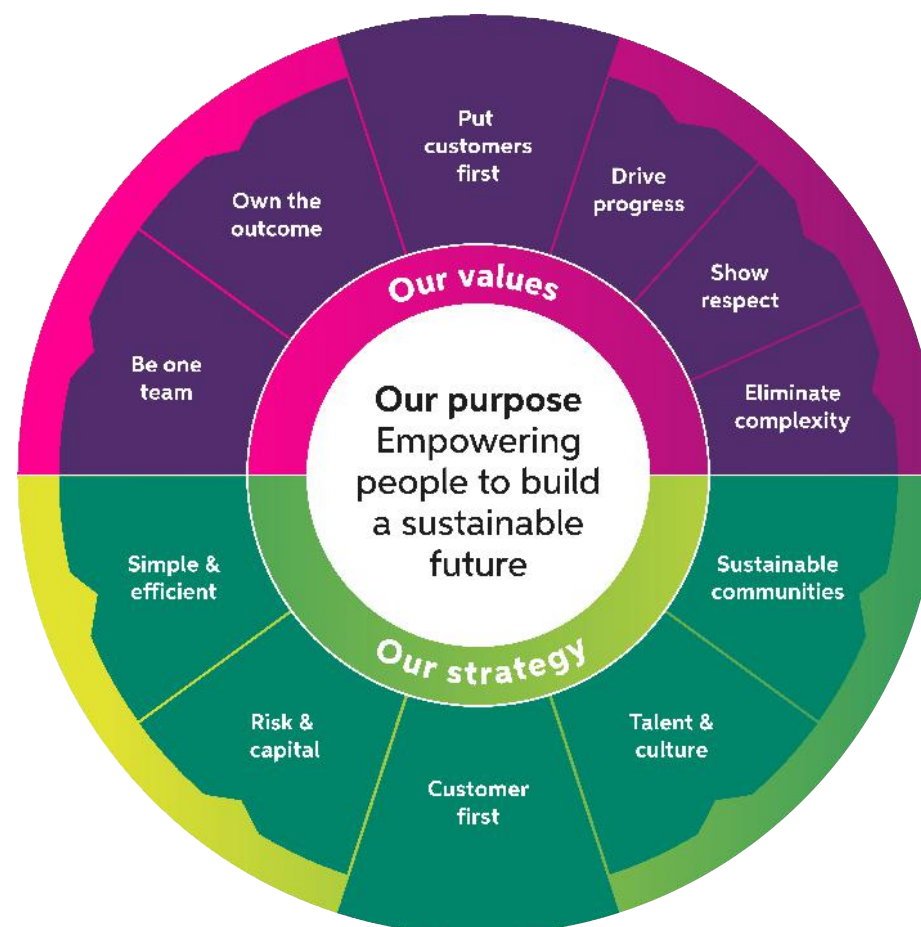 Put
customers
first
Drive
progress
Own the
outcome
Show
respect
Be one
team
Eliminate
complexity
Our values
Our purpose
Empowering
people to build
a sustainable
future
Our strategy
Simple &
efficient
Sustainable
communities
Risk &
capital
Talent &
culture
Customer
first